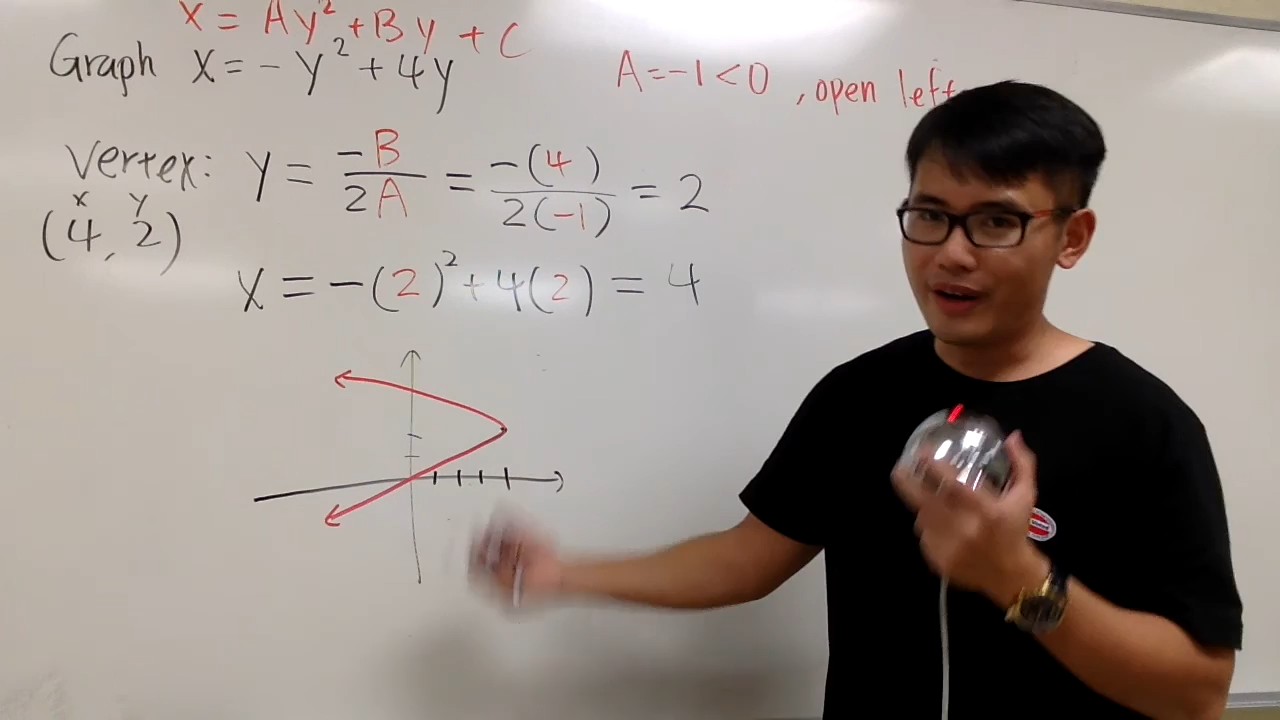 x = Ay² + By + C
Graph x = -y² + 4y
A = -1 < 0, open left
Vertex: y = -B/2A = -(4)/2(-1) = 2
x y
(4, 2)
x = -(2)² + 4(2) = 4